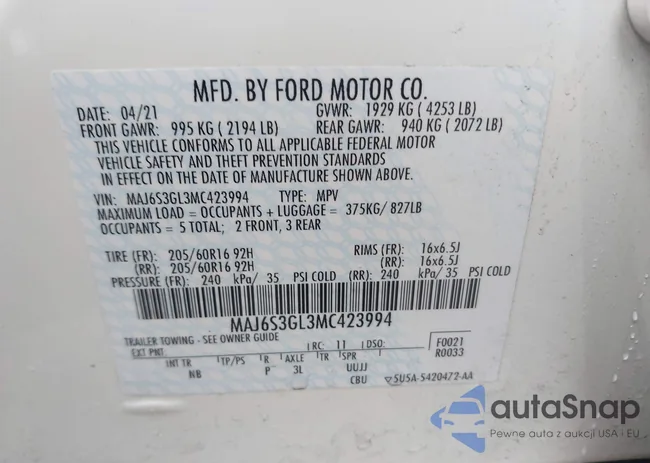 MFD. BY FORD MOTOR CO.
DATE: 04/21 GVWR: 1929 KG ( 4253 LB)
FRONT GAWR: 995 KG ( 2194 LB) REAR GAWR: 940 KG ( 2072 LB)
THIS VEHICLE CONFORMS TO ALL APPLICABLE FEDERAL MOTOR
VEHICLE SAFETY AND THEFT PREVENTION STANDARDS
IN EFFECT ON THE DATE OF MANUFACTURE SHOWN ABOVE.
VIN: MAJ6S3GL3MC423994 TYPE: MPV
MAXIMUM LOAD = OCCUPANTS + LUGGAGE = 375KG/ 827LB
OCCUPANTS = 5 TOTAL; 2 FRONT, 3 REAR
TIRE (FR): 205/60R16 92H RIMS (FR): 16x6.5J
(RR): 205/60R16 92H (RR): 16x6.5J
PRESSURE (FR): 240 kPa/ 35 PSI COLD (RR): 240 kPa/ 35 PSI COLD
MAJ6S3GL3MC423994
TRAILER TOWING - SEE OWNER GUIDE
EXT PNT: RC: 11 DSO: F0021
R0033
INT TR TP/PS R AXLE TR SPR
NB P 3L UUJJ
CBU SU5A-5420472-AA
autaSnap
Pewne auta z aukcji USA i EU